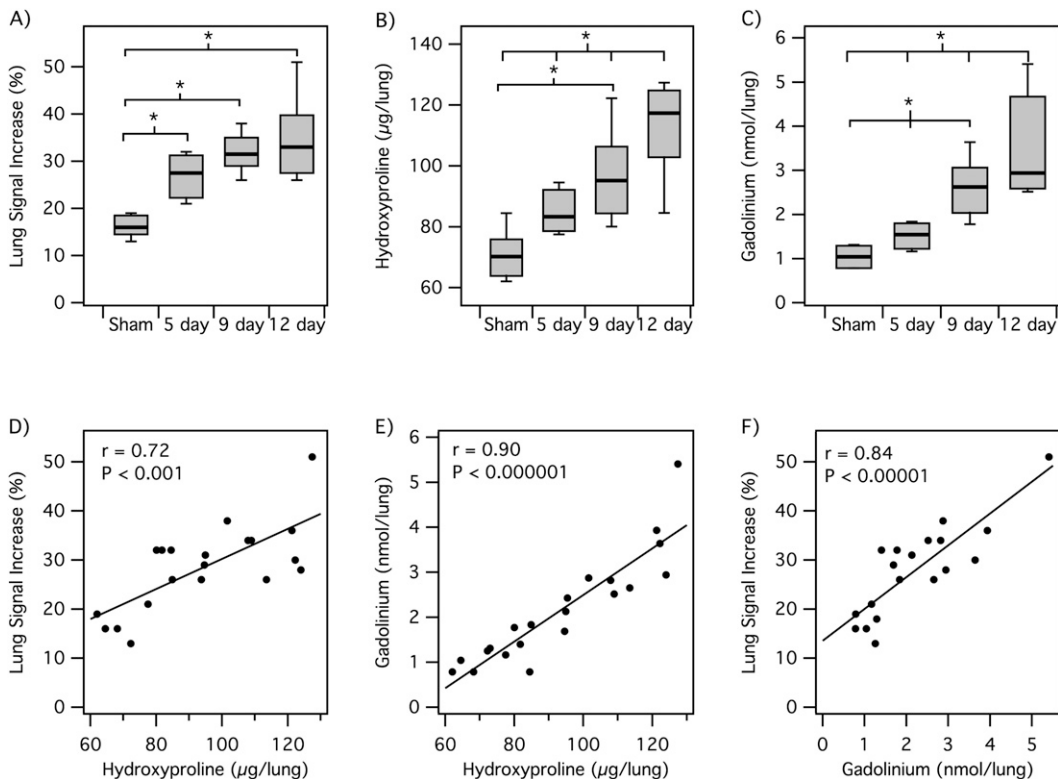 A)
Lung Signal Increase (%)
50
40
30
20
10
0
*
*
*
Sham 5 day 9 day 12 day
B)
Hydroxyproline (µg/lung)
140
120
100
80
60
*
*
Sham 5 day 9 day 12 day
C)
Gadolinium (nmol/lung)
6
5
4
3
2
1
0
*
*
Sham 5 day 9 day 12 day
D)
Lung Signal Increase (%)
50
40
30
20
10
0
r = 0.72
P < 0.001
60 80 100 120
Hydroxyproline (µg/lung)
E)
Gadolinium (nmol/lung)
6
5
4
3
2
1
0
r = 0.90
P < 0.000001
60 80 100 120
Hydroxyproline (µg/lung)
F)
Lung Signal Increase (%)
50
40
30
20
10
0
r = 0.84
P < 0.00001
0 1 2 3 4 5
Gadolinium (nmol/lung)